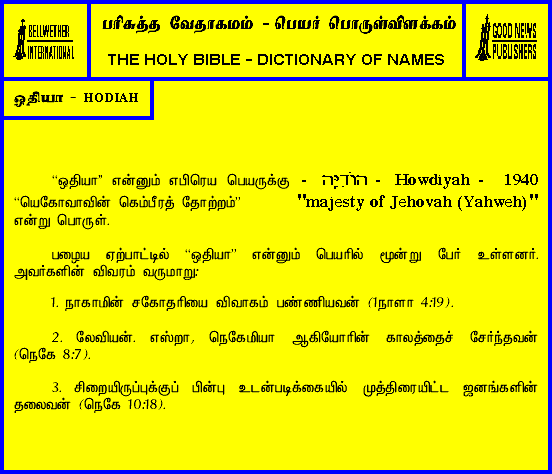 BELLWETHER
INTERNATIONAL
பரிசுத்த வேதாகமம் - பெயர் பொருள்விளக்கம்
THE HOLY BIBLE - DICTIONARY OF NAMES
GOOD NEWS
PUBLISHERS
ஒதியா - HODIAH
“ஒதியா” என்னும் எபிரெய பெயருக்கு - הוֹדִיָּה - Howdiyah - 1940
“யெகோவாவின் கெம்பீரத் தோற்றம்” "majesty of Jehovah (Yahweh)"
என்று பொருள்.
பழைய ஏற்பாட்டில் “ஒதியா” என்னும் பெயரில் மூன்று பேர் உள்ளனர்.
அவர்களின் விவரம் வருமாறு:
1. நாகாமின் சகோதரியை விவாகம் பண்ணியவன் (1நாளா 4:19).
2. லேவியன். எஸ்றா, நெகேமியா ஆகியோரின் காலத்தைச் சேர்ந்தவன்
(நெகே 8:7).
3. சிறையிருப்புக்குப் பின்பு உடன்படிக்கையில் முத்திரையிட்ட ஜனங்களின்
தலைவன் (நெகே 10:18).